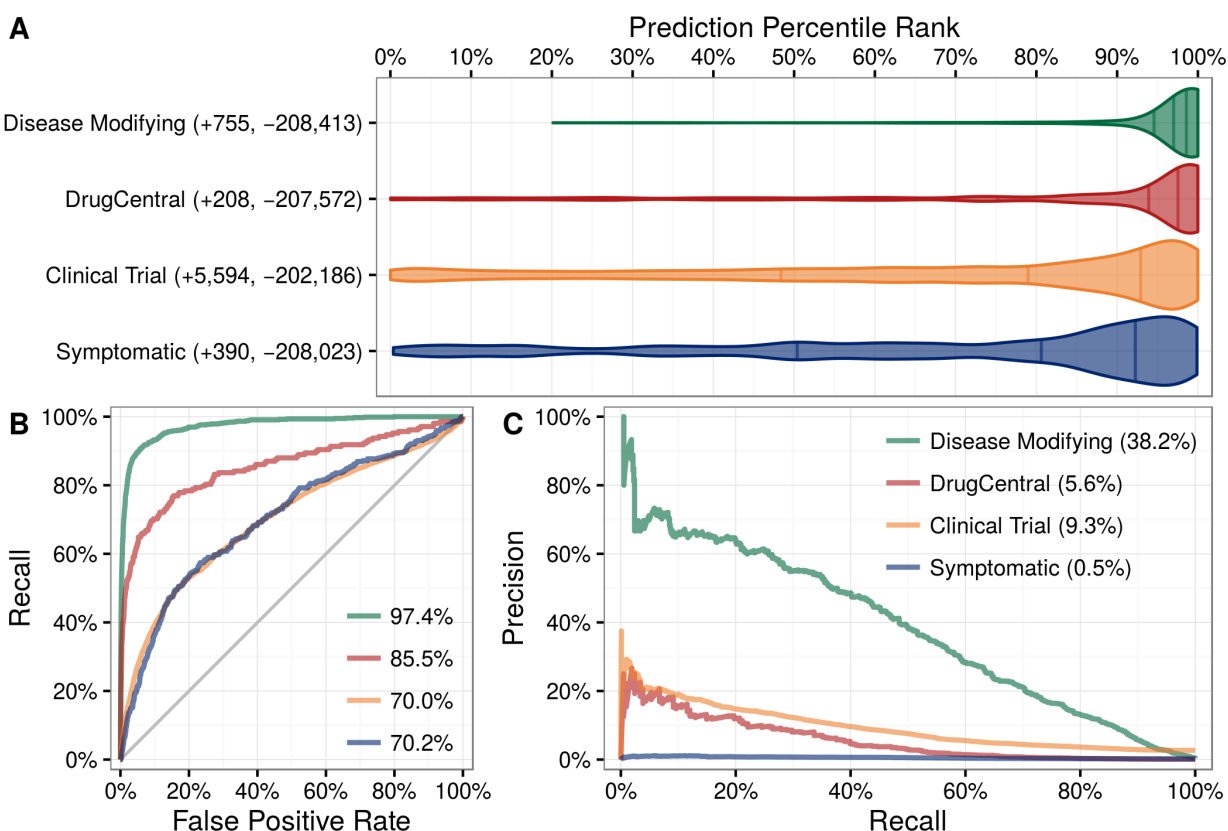 A
Prediction Percentile Rank
0% 10% 20% 30% 40% 50% 60% 70% 80% 90% 100%
Disease Modifying (+755, −208,413)
DrugCentral (+208, −207,572)
Clinical Trial (+5,594, −202,186)
Symptomatic (+390, −208,023)
B
100%
80%
60%
40%
20%
0%
Recall
97.4%
85.5%
70.0%
70.2%
0% 20% 40% 60% 80% 100%
False Positive Rate
C
100%
80%
60%
40%
20%
0%
Precision
Disease Modifying (38.2%)
DrugCentral (5.6%)
Clinical Trial (9.3%)
Symptomatic (0.5%)
0% 20% 40% 60% 80% 100%
Recall